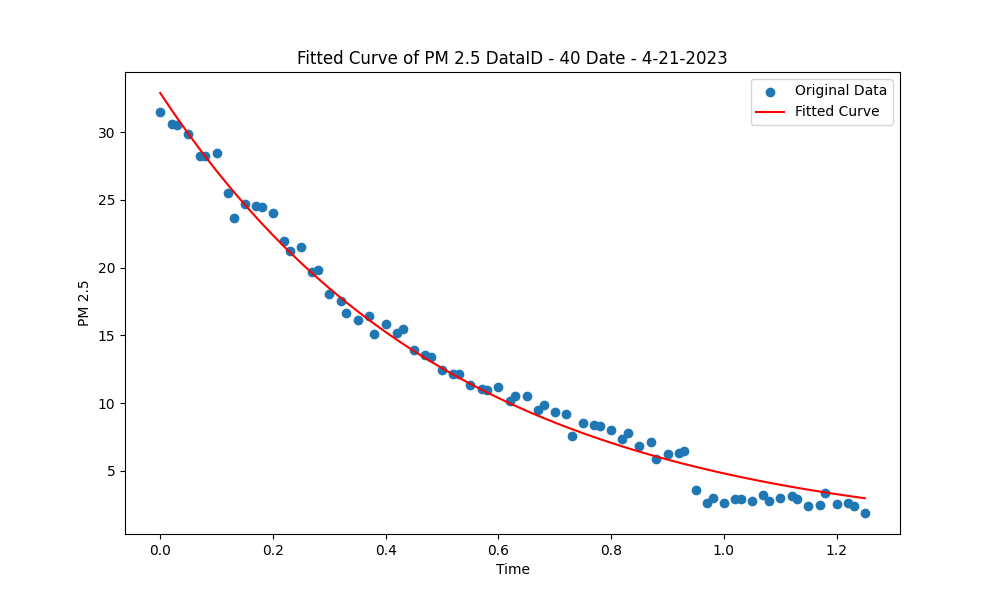 Fitted Curve of PM 2.5 DataID - 40 Date - 4-21-2023
Original Data
Fitted Curve
PM 2.5
30
25
20
15
10
5
0.0 0.2 0.4 0.6 0.8 1.0 1.2
Time